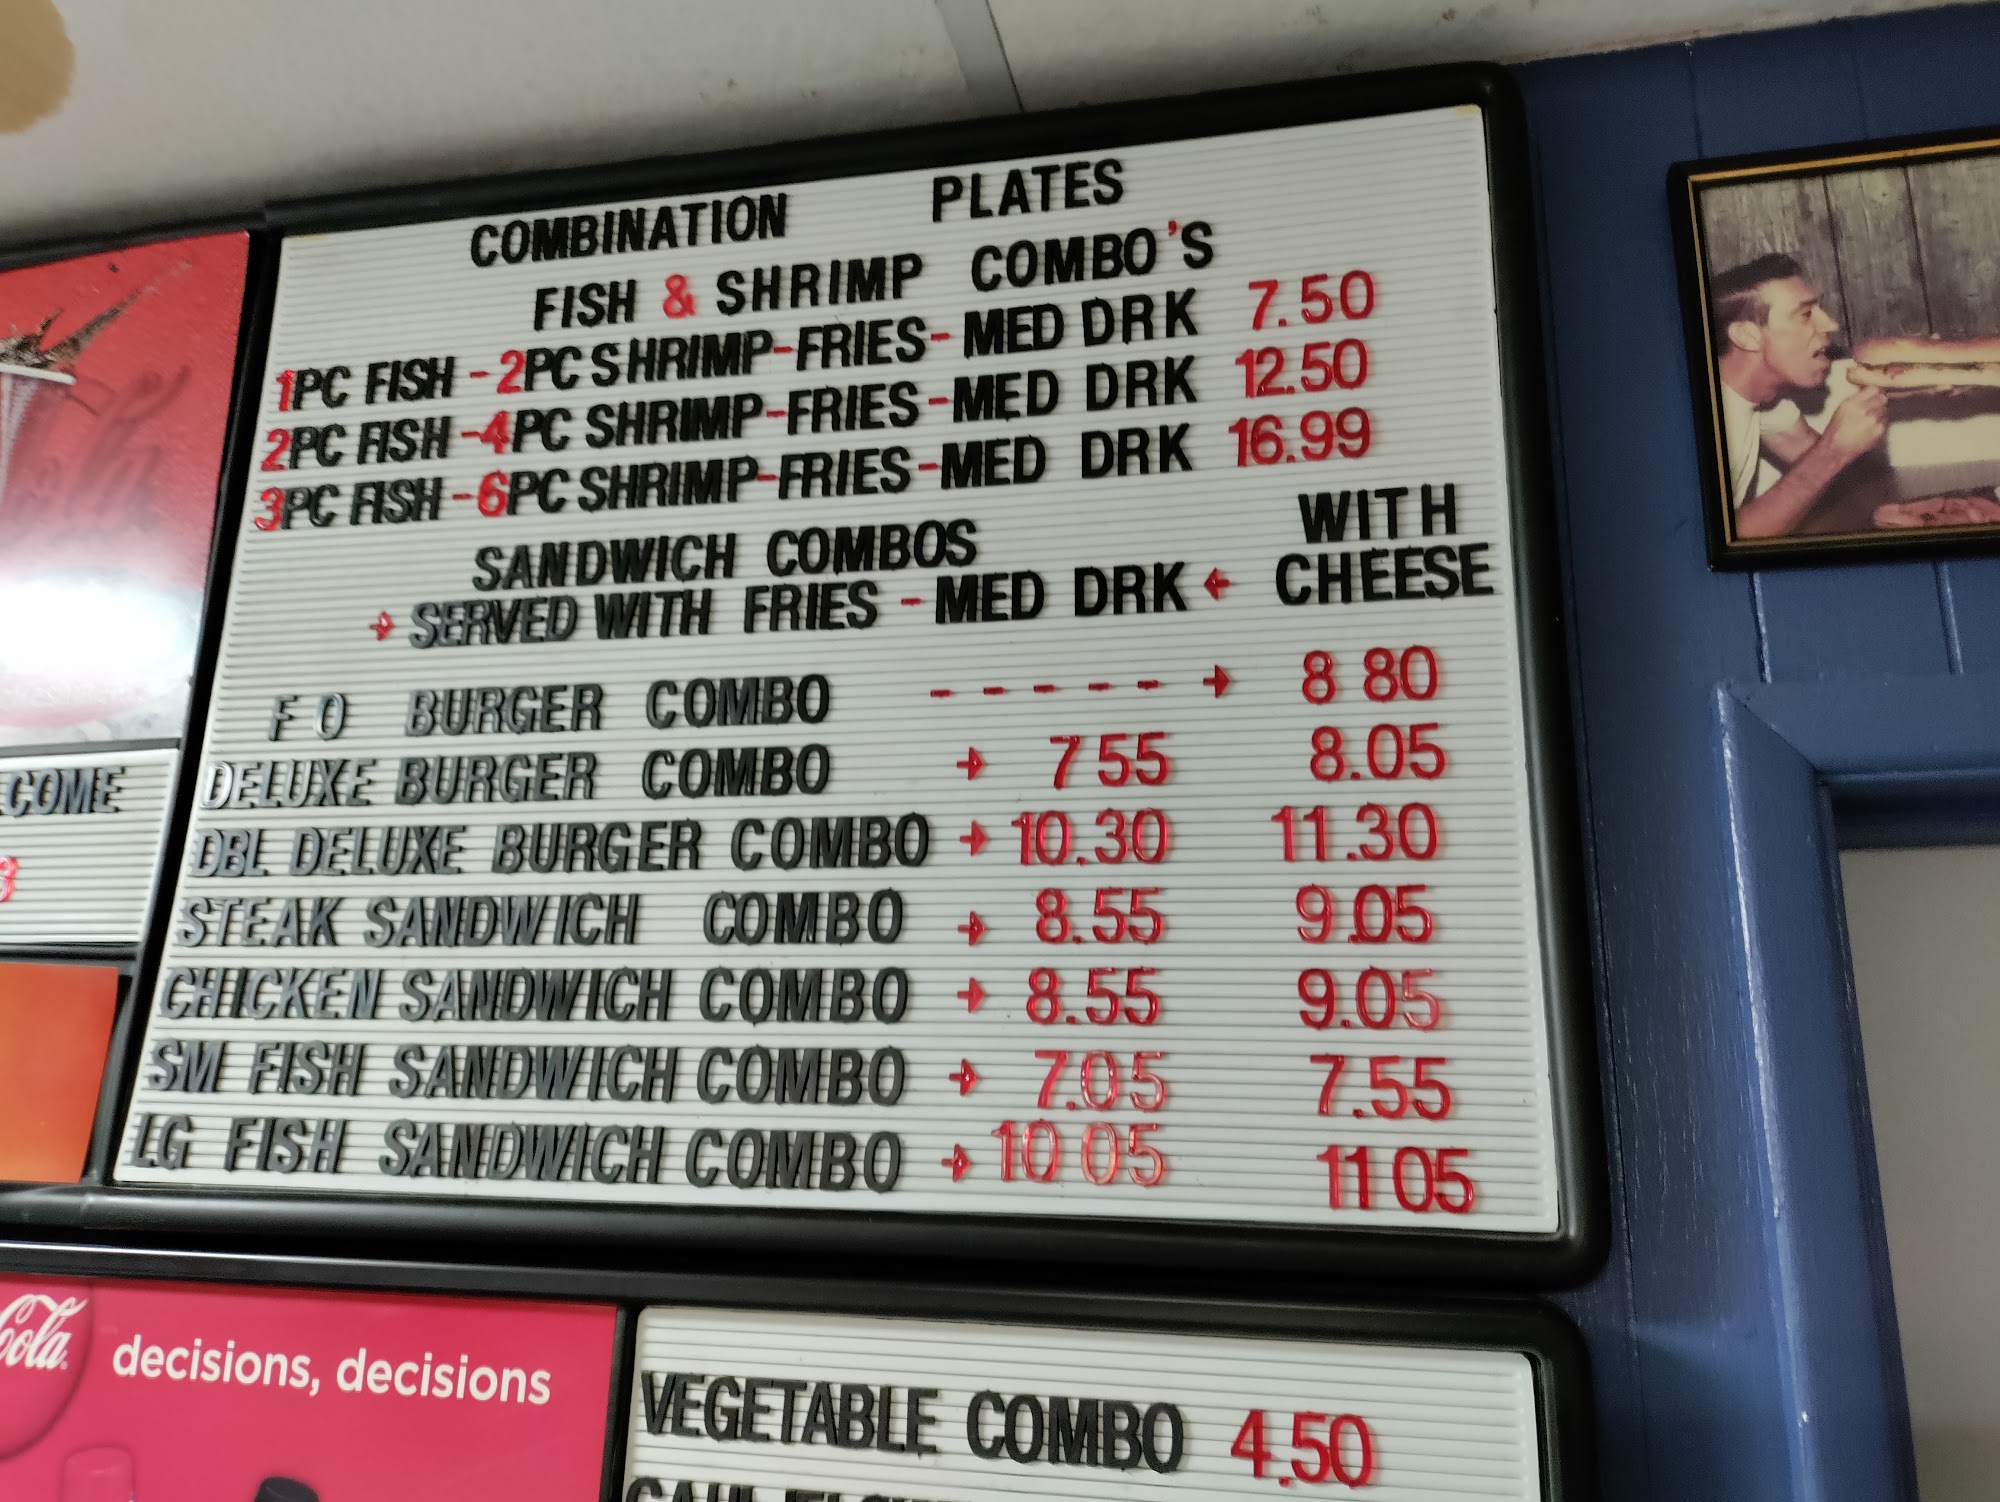 COMBINATION PLATES
FISH & SHRIMP COMBO'S
1PC FISH - 2PC SHRIMP-FRIES-MED DRK 7.50
2PC FISH -4PC SHRIMP-FRIES-MED DRK 12.50
3PC FISH -6PC SHRIMP-FRIES-MED DRK 16.99
SANDWICH COMBOS WITH
→ SERVED WITH FRIES - MED DRK ← CHEESE
F O BURGER COMBO - - - - - → 8 80
DELUXE BURGER COMBO → 7 55 8.05
DBL DELUXE BURGER COMBO → 10.30 11.30
STEAK SANDWICH COMBO → 8.55 9.05
CHICKEN SANDWICH COMBO → 8.55 9.05
SM FISH SANDWICH COMBO → 7.05 7.55
LG FISH SANDWICH COMBO → 10 05 11 05
COME
3
Cola
decisions, decisions
VEGETABLE COMBO 4.50